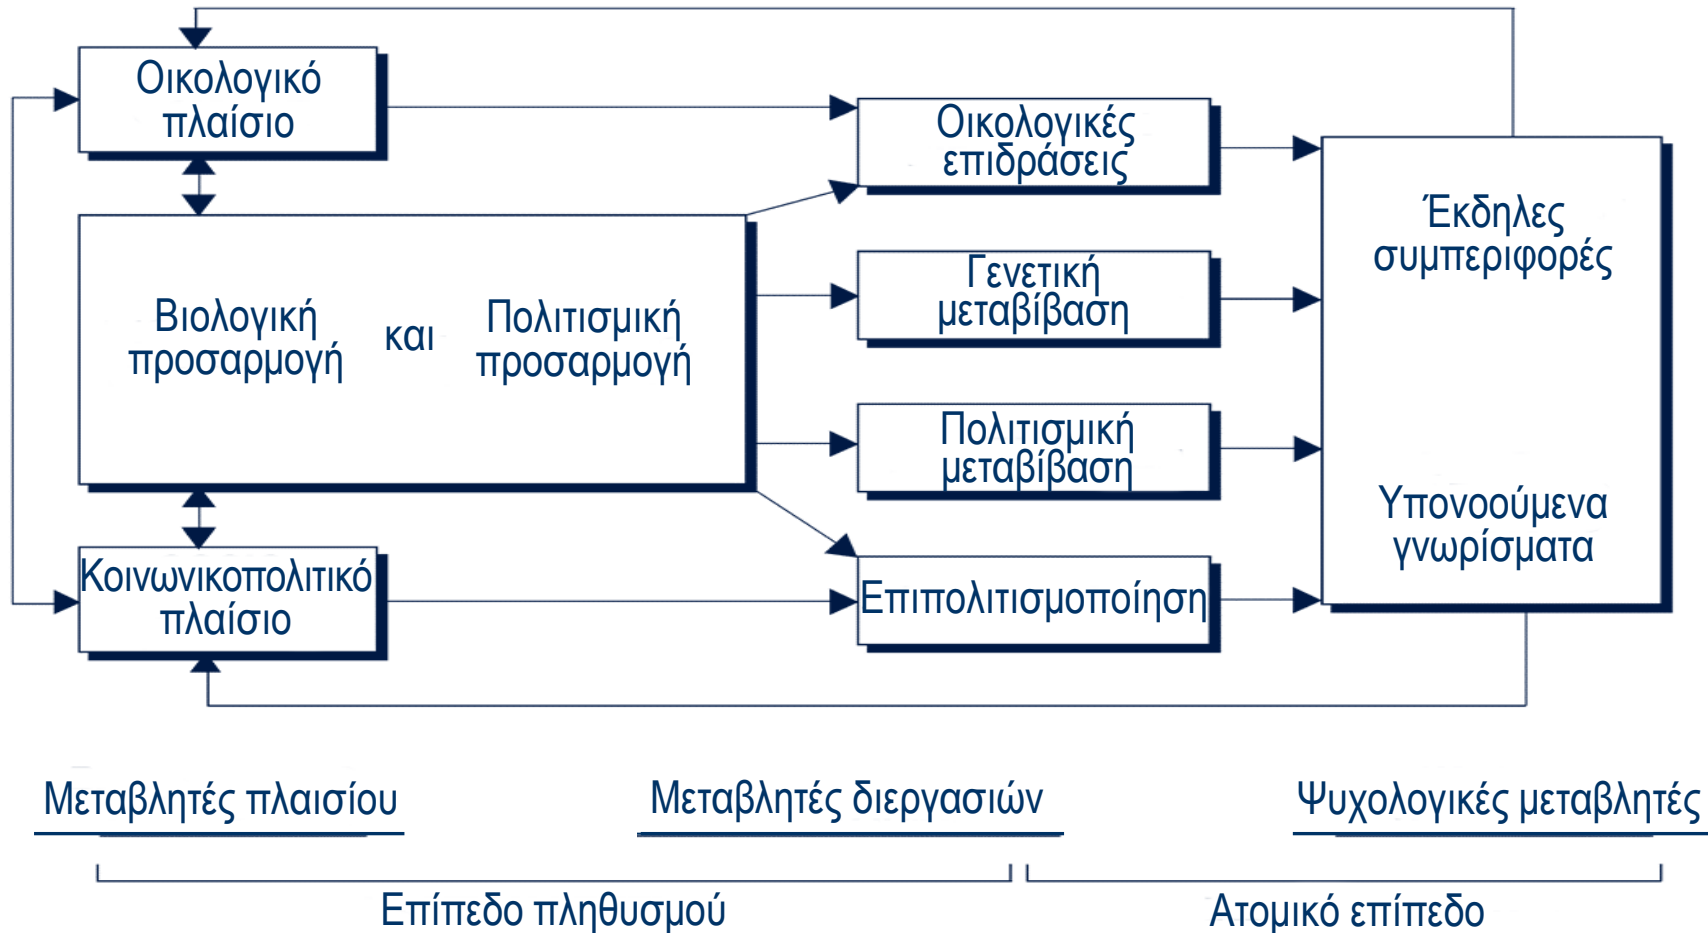 Οικολογικό
πλαίσιο
Οικολογικές
επιδράσεις
Έκδηλες
συμπεριφορές
Γενετική
μεταβίβαση
Βιολογική
προσαρμογή
και
Πολιτισμική
προσαρμογή
Πολιτισμική
μεταβίβαση
Υπονοούμενα
γνωρίσματα
Κοινωνικοπολιτικό
πλαίσιο
Επιπολιτισμοποίηση
Μεταβλητές πλαισίου
Μεταβλητές διεργασιών
Ψυχολογικές μεταβλητές
Επίπεδο πληθυσμού
Ατομικό επίπεδο